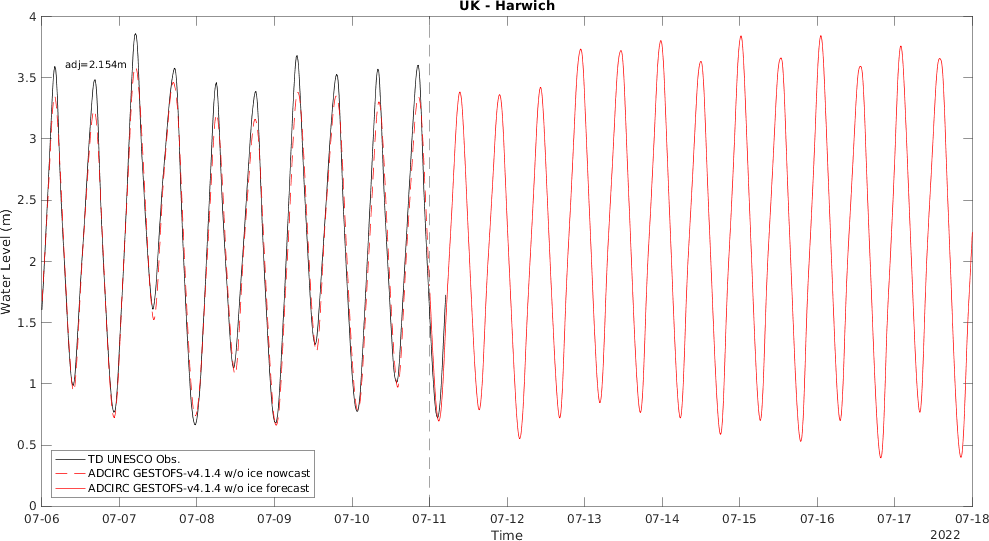 UK - Harwich
Water Level (m)
4
3.5
3
2.5
2
1.5
1
0.5
0
adj=2.154m
TD UNESCO Obs.
ADCIRC GESTOFS-v4.1.4 w/o ice nowcast
ADCIRC GESTOFS-v4.1.4 w/o ice forecast
07-06 07-07 07-08 07-09 07-10 07-11 07-12 07-13 07-14 07-15 07-16 07-17 07-18
Time
2022